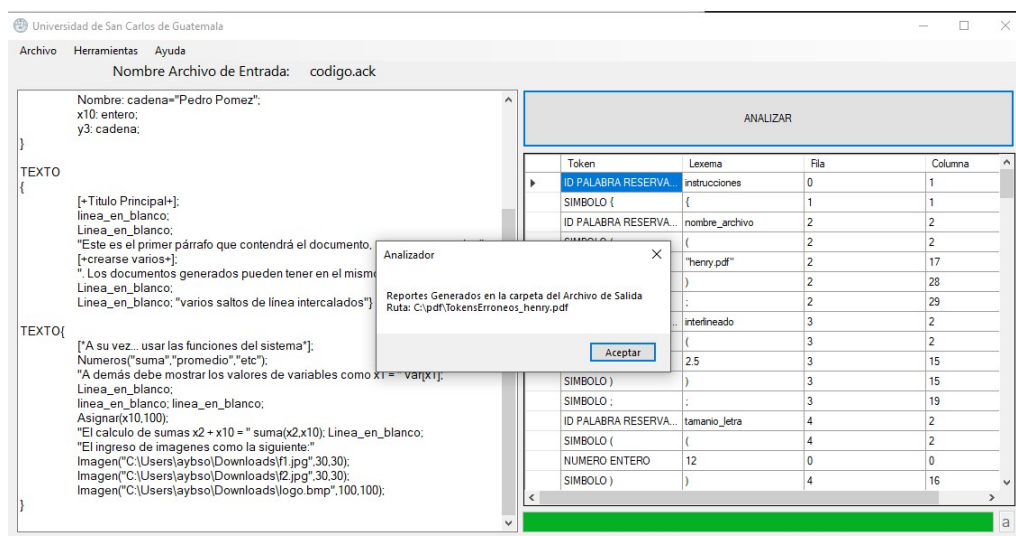 Universidad de San Carlos de Guatemala
Archivo Herramientas Ayuda
Nombre Archivo de Entrada: codigo.ack
Nombre: cadena="Pedro Pomez";
x10: entero;
y3: cadena;
}
TEXTO
{
[+Titulo Principal+];
linea_en_blanco;
Linea_en_blanco;
"Este es el primer párrafo que contendrá el documento,
[+crearse varios+];
". Los documentos generados pueden tener en el mismo
Linea_en_blanco;
Linea_en_blanco; "varios saltos de línea intercalados"}
TEXTO{
[*A su vez... usar las funciones del sistema*];
Numeros("suma","promedio","etc");
"A demás debe mostrar los valores de variables como x1 = " var[x1];
Linea_en_blanco;
linea_en_blanco; linea_en_blanco;
Asignar(x10,100);
"El calculo de sumas x2 + x10 = " suma(x2,x10); Linea_en_blanco;
"El ingreso de imagenes como la siguiente:"
Imagen("C:\Users\aybso\Downloads\f1.jpg",30,30);
Imagen("C:\Users\aybso\Downloads\f2.jpg",30,30);
Imagen("C:\Users\aybso\Downloads\logo.bmp",100,100);
}
ANALIZAR
Token Lexema Fila Columna
ID PALABRA RESERVA... instrucciones 0 1
SIMBOLO { { 1 1
ID PALABRA RESERVA... nombre_archivo 2 2
SIMBOLO ( ( 2 2
"henry.pdf" 2 17
) 2 28
; 2 29
interlineado 3 2
( 3 2
2.5 3 15
SIMBOLO ) ) 3 15
SIMBOLO ; ; 3 19
ID PALABRA RESERVA... tamanio_letra 4 2
SIMBOLO ( ( 4 2
NUMERO ENTERO 12 0 0
SIMBOLO ) ) 4 16
a
Analizador
Reportes Generados en la carpeta del Archivo de Salida
Ruta: C:\pdf\TokensErroneos_henry.pdf
Aceptar